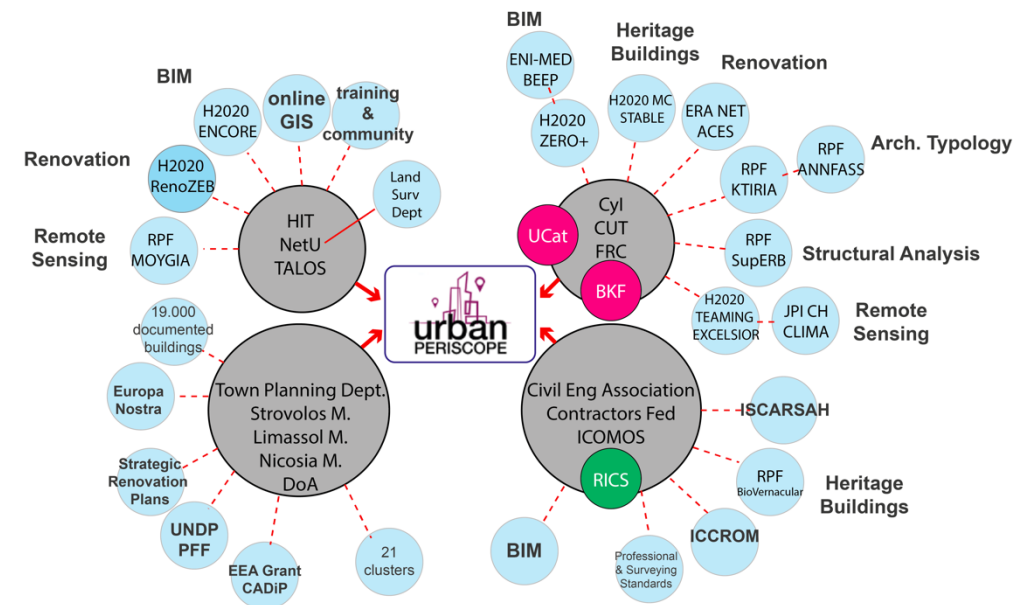 BIM
H2020
ENCORE
online
GIS
training
&
community
Renovation
H2020
RenoZEB
Land
Surv
Dept
Remote
Sensing
RPF
MOYGIA
HIT
NetU
TALOS
BIM
ENI-MED
BEEP
H2020
ZERO+
Heritage
Buildings
H2020 MC
STABLE
Renovation
ERA NET
ACES
Arch. Typology
RPF
KTIRIA
RPF
ANNFASS
CyI
CUT
FRC
UCat
BKF
RPF
SupERB
Structural Analysis
H2020
TEAMING
EXCELSIOR
JPI CH
CLIMA
Remote
Sensing
urban
PERISCOPE
19.000
documented
buildings
Europa
Nostra
Strategic
Renovation
Plans
UNDP
PFF
EEA Grant
CADiP
21
clusters
Town Planning Dept.
Strovolos M.
Limassol M.
Nicosia M.
DoA
Civil Eng Association
Contractors Fed
ICOMOS
RICS
ISCARSAH
RPF
BioVernacular
Heritage
Buildings
ICCROM
Professional
& Surveying
Standards
BIM